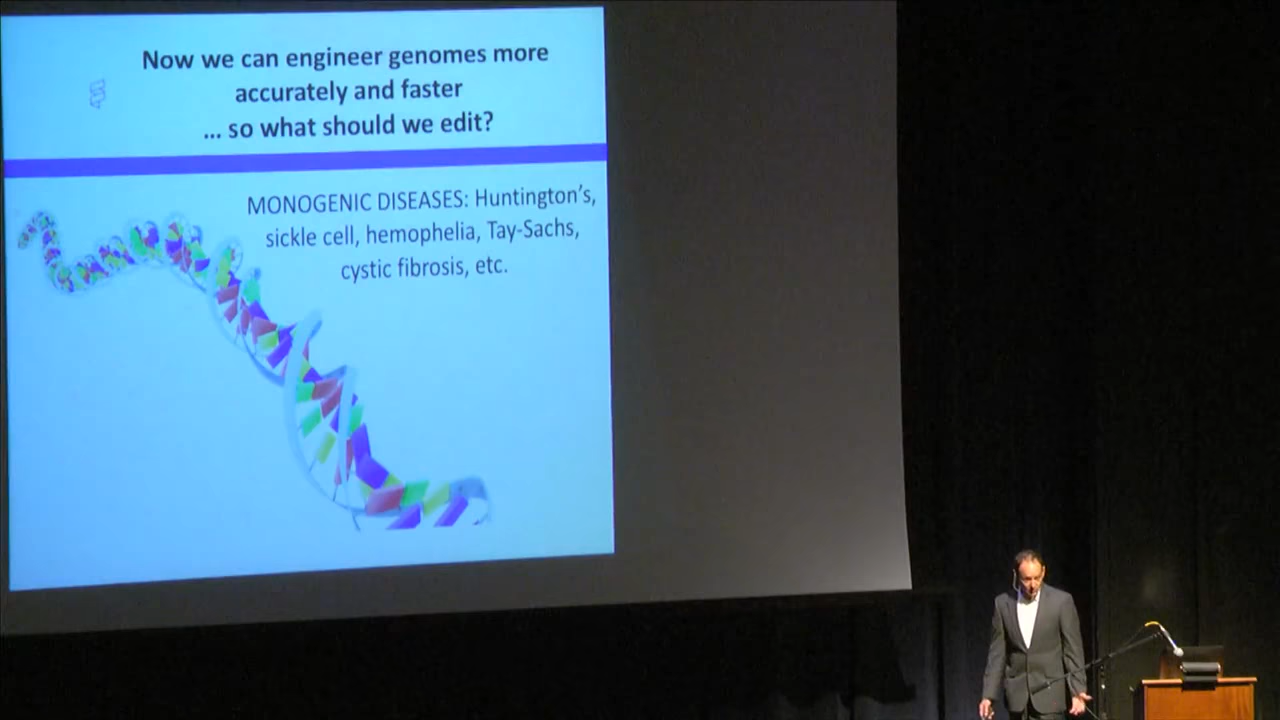 Now we can engineer genomes more
accurately and faster
... so what should we edit?
MONOGENIC DISEASES: Huntington's,
sickle cell, hemophelia, Tay-Sachs,
cystic fibrosis, etc.